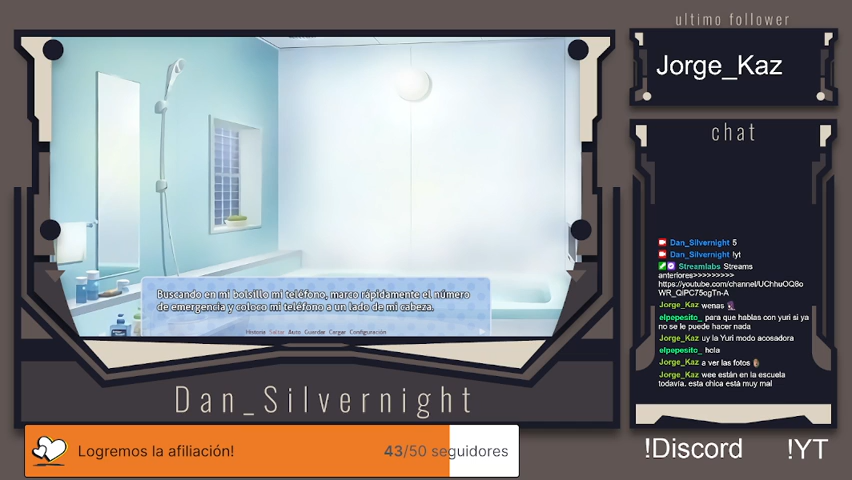 ultimo follower
Jorge_Kaz
chat
Dan_Silvernight 5
Dan_Silvernight !yt
Streamlabs Streams
anteriores>>>>>>>>>
https://youtube.com/channel/UChhuOQ8o
WR_QiPC75ogTn-A
Jorge_Kaz wenas
elpepesito_ para que hablas con yuri si ya
no se le puede hacer nada
Jorge_Kaz uy la Yuri modo acosadora
elpepesito_ hola
Jorge_Kaz a ver las fotos
Jorge_Kaz wee están en la escuela
todavía. esta chica está muy mal
Buscando en mi bolsillo mi teléfono, marco rápidamente el número
de emergencia y coloco mi teléfono a un lado de mi cabeza.
Historia Saltar Auto Guardar Cargar Configuración
Dan_Silvernight
Logremos la afiliación! 43/50 seguidores
!Discord !YT